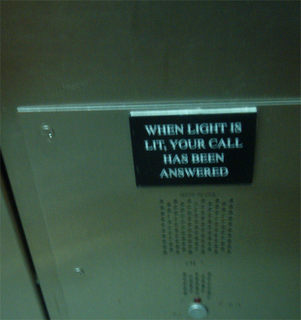 WHEN LIGHT IS
LIT, YOUR CALL
HAS BEEN
ANSWERED